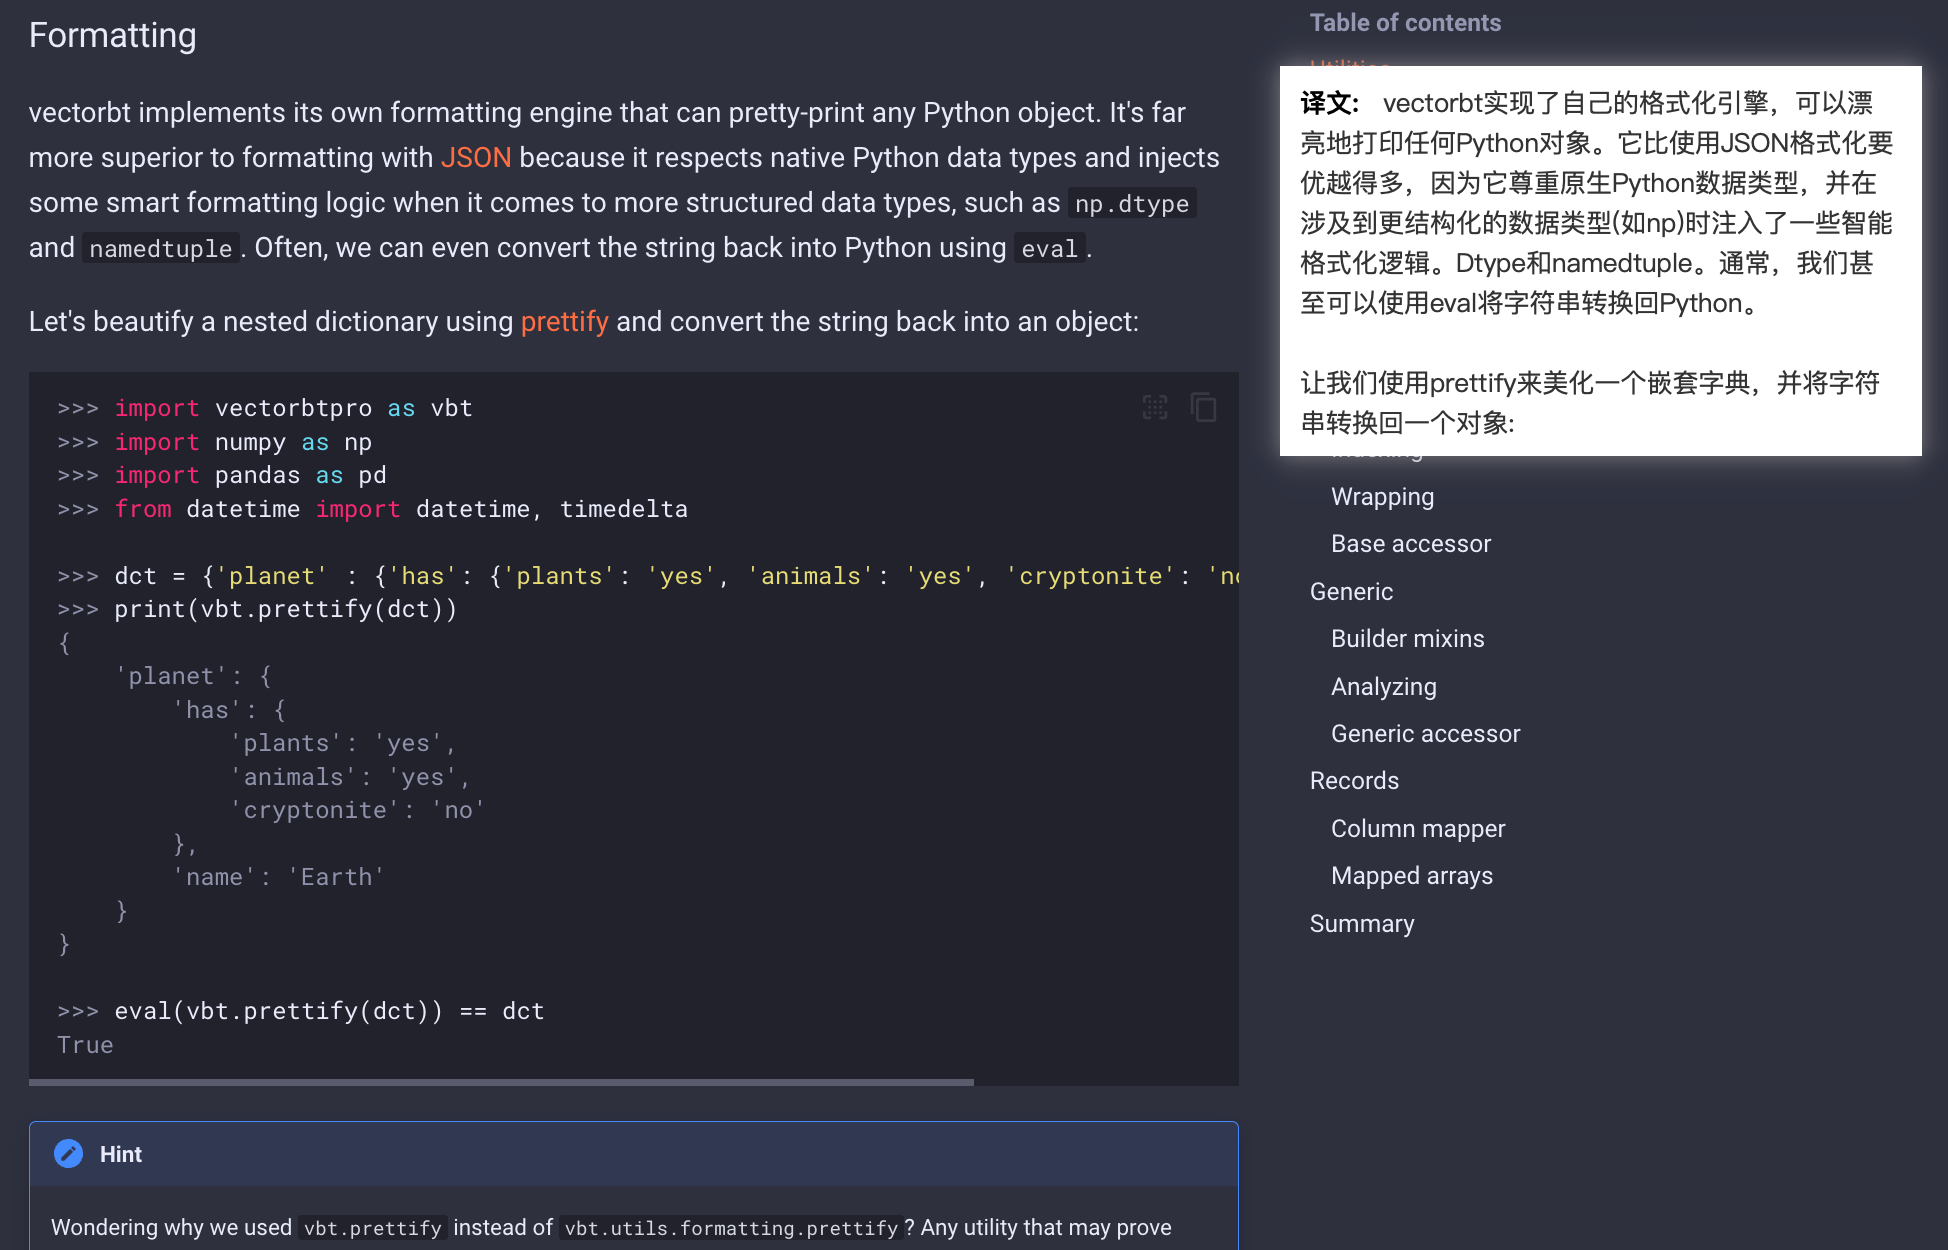 Formatting
vectorbt implements its own formatting engine that can pretty-print any Python object. It's far
more superior to formatting with JSON because it respects native Python data types and injects
some smart formatting logic when it comes to more structured data types, such as np.dtype
and namedtuple. Often, we can even convert the string back into Python using eval.
Let's beautify a nested dictionary using prettify and convert the string back into an object:
>>> import vectorbtpro as vbt
>>> import numpy as np
>>> import pandas as pd
>>> from datetime import datetime, timedelta
>>> dct = {'planet' : {'has': {'plants': 'yes', 'animals': 'yes', 'cryptonite': 'no
>>> print(vbt.prettify(dct))
{
    'planet': {
        'has': {
            'plants': 'yes',
            'animals': 'yes',
            'cryptonite': 'no'
        },
        'name': 'Earth'
    }
}
>>> eval(vbt.prettify(dct)) == dct
True
Hint
Wondering why we used vbt.prettify instead of vbt.utils.formatting.prettify? Any utility that may prove
Table of contents
译文: vectorbt实现了自己的格式化引擎，可以漂
亮地打印任何Python对象。它比使用JSON格式化要
优越得多，因为它尊重原生Python数据类型，并在
涉及到更结构化的数据类型(如np)时注入了一些智能
格式化逻辑。Dtype和namedtuple。通常，我们甚
至可以使用eval将字符串转换回Python。
让我们使用prettify来美化一个嵌套字典，并将字符
串转换回一个对象:
Wrapping
Base accessor
Generic
Builder mixins
Analyzing
Generic accessor
Records
Column mapper
Mapped arrays
Summary